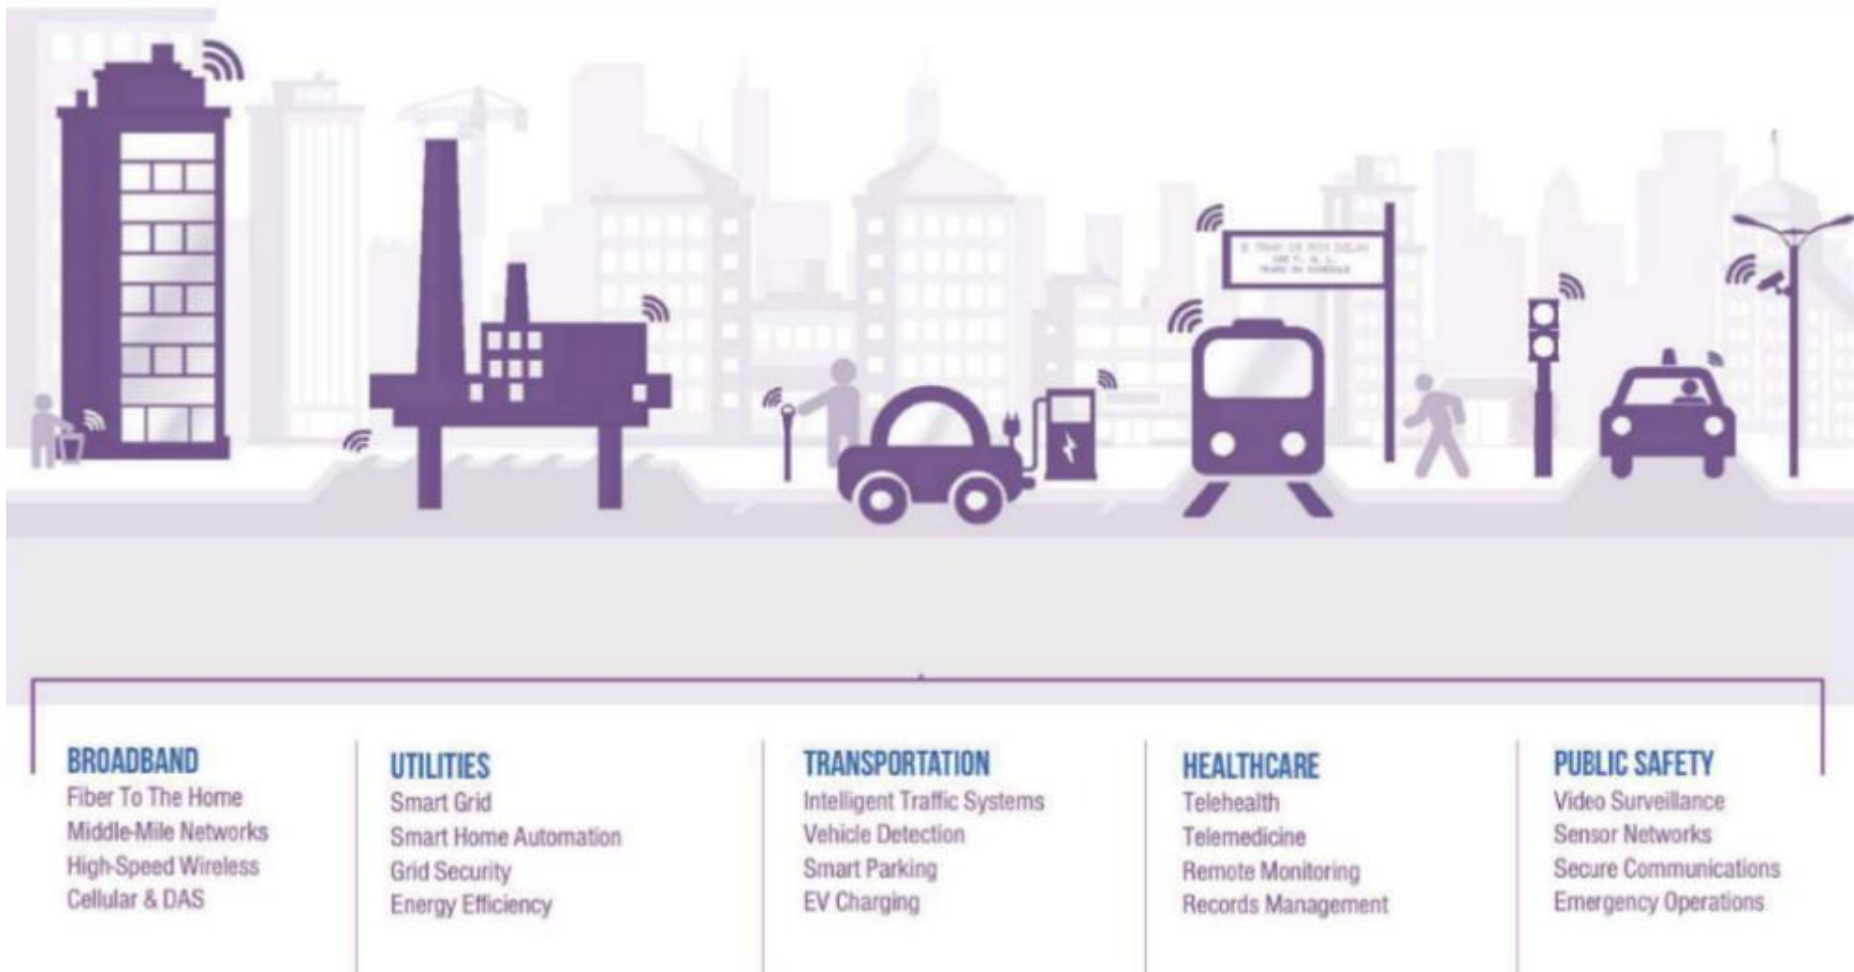 BROADBAND
Fiber To The Home
Middle-Mile Networks
High-Speed Wireless
Cellular & DAS
UTILITIES
Smart Grid
Smart Home Automation
Grid Security
Energy Efficiency
TRANSPORTATION
Intelligent Traffic Systems
Vehicle Detection
Smart Parking
EV Charging
HEALTHCARE
Telehealth
Telemedicine
Remote Monitoring
Records Management
PUBLIC SAFETY
Video Surveillance
Sensor Networks
Secure Communications
Emergency Operations